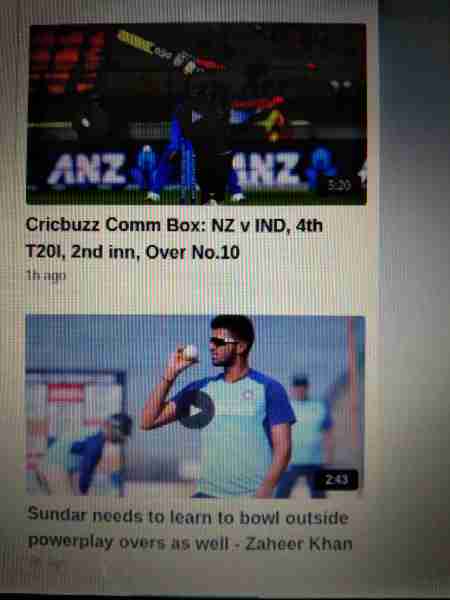 ANZ
ANZ
5:20
Cricbuzz Comm Box: NZ v IND, 4th
T20I, 2nd inn, Over No.10
1h ago
2:43
Sundar needs to learn to bowl outside
powerplay overs as well - Zaheer Khan